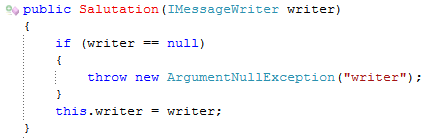 public Salutation(IMessageWriter writer)
{
    if (writer == null)
    {
        throw new ArgumentNullException("writer");
    }
    this.writer = writer;
}